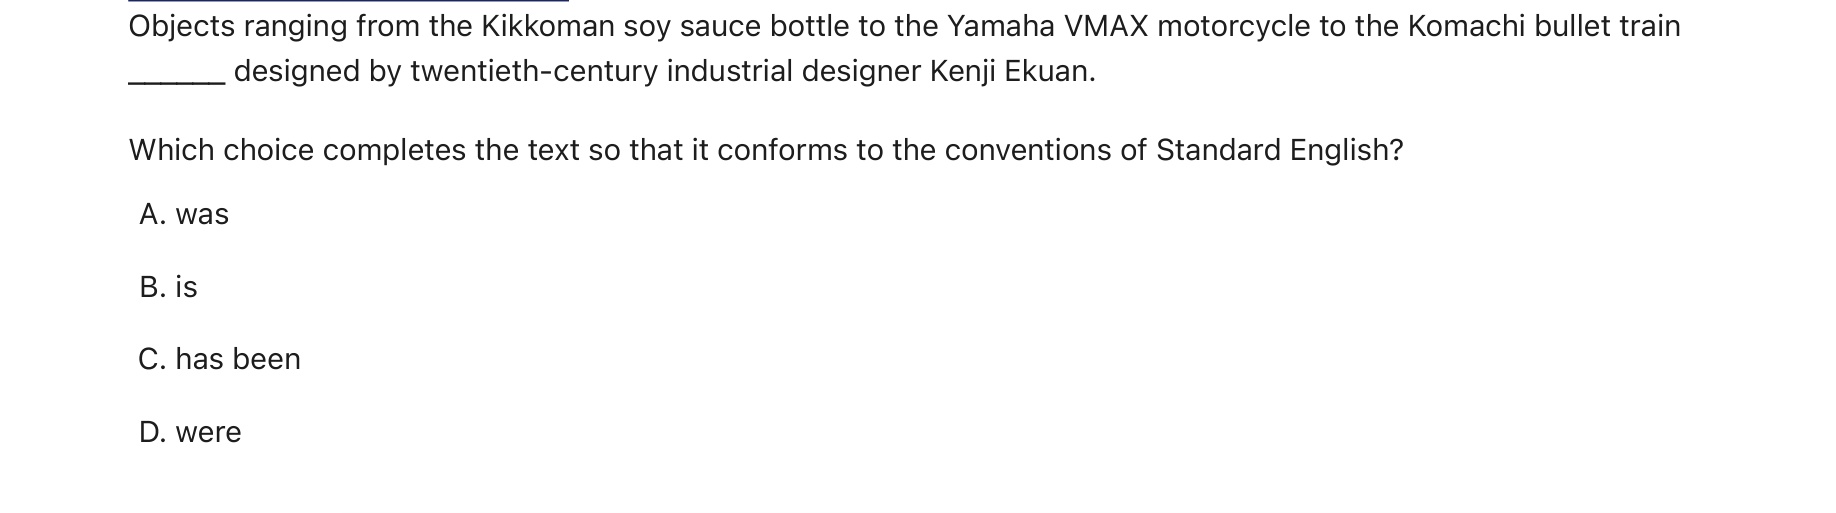 Objects ranging from the Kikkoman soy sauce bottle to the Yamaha VMAX motorcycle to the Komachi bullet train
______ designed by twentieth-century industrial designer Kenji Ekuan.
Which choice completes the text so that it conforms to the conventions of Standard English?
A. was
B. is
C. has been
D. were